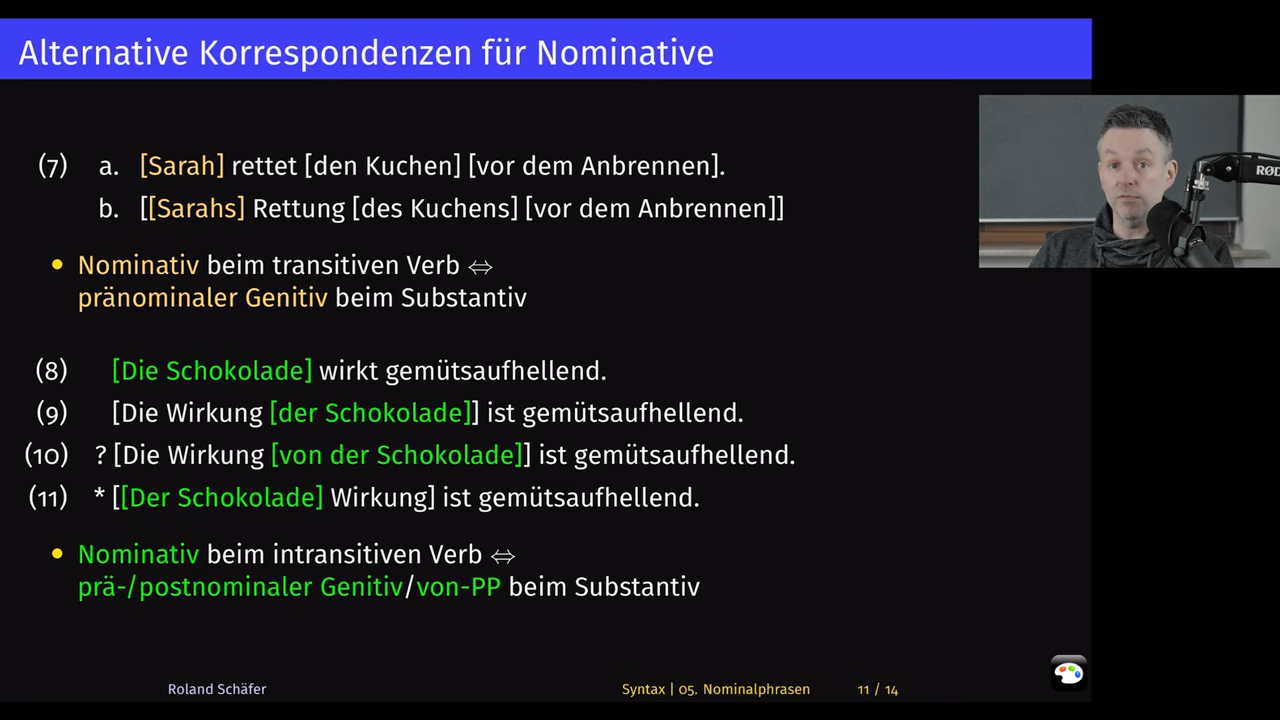 Alternative Korrespondenzen für Nominative
(7) a. [Sarah] rettet [den Kuchen] [vor dem Anbrennen].
b. [[Sarahs] Rettung [des Kuchens] [vor dem Anbrennen]]
• Nominativ beim transitiven Verb ⇔
pränominaler Genitiv beim Substantiv
(8) [Die Schokolade] wirkt gemütsaufhellend.
(9) [Die Wirkung [der Schokolade]] ist gemütsaufhellend.
(10) ? [Die Wirkung [von der Schokolade]] ist gemütsaufhellend.
(11) * [[Der Schokolade] Wirkung] ist gemütsaufhellend.
• Nominativ beim intransitiven Verb ⇔
prä-/postnominaler Genitiv/von-PP beim Substantiv
Roland Schäfer Syntax | 05. Nominalphrasen 11 / 14
RØD